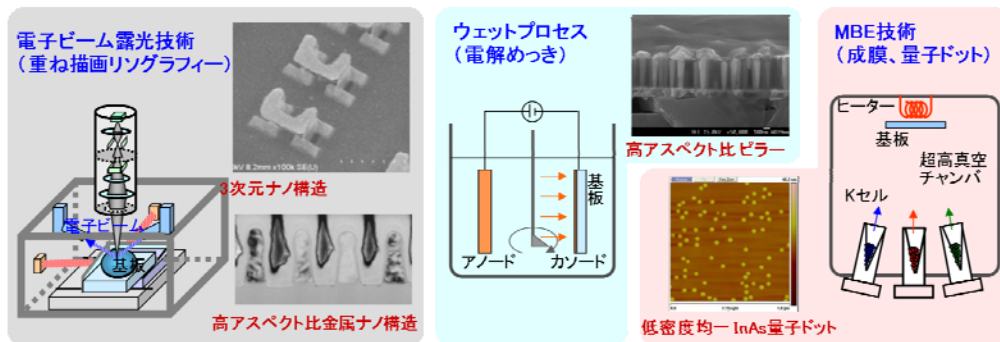 電子ビーム露光技術
（重ね描画リソグラフィー）
3次元ナノ構造
電子ビーム
基板
高アスペクト比金属ナノ構造
ウェットプロセス
（電解めっき）
高アスペクト比ピラー
基板
アノード
カソード
MBE技術
（成膜、量子ドット）
ヒーター
基板
超高真空
チャンバ
Kセル
低密度均一InAs量子ドット